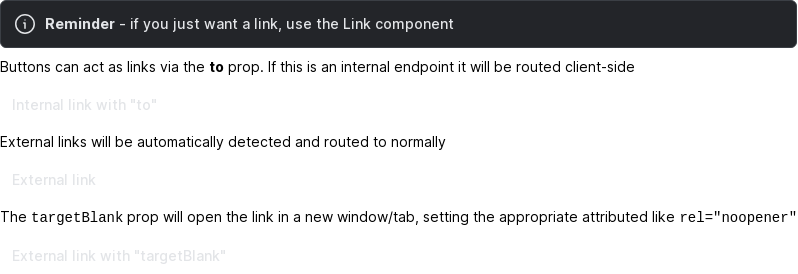 Reminder - if you just want a link, use the Link component
Buttons can act as links via the to prop. If this is an internal endpoint it will be routed client-side
Internal link with "to"
External links will be automatically detected and routed to normally
External link
The targetBlank prop will open the link in a new window/tab, setting the appropriate attributed like rel="noopener"
External link with "targetBlank"